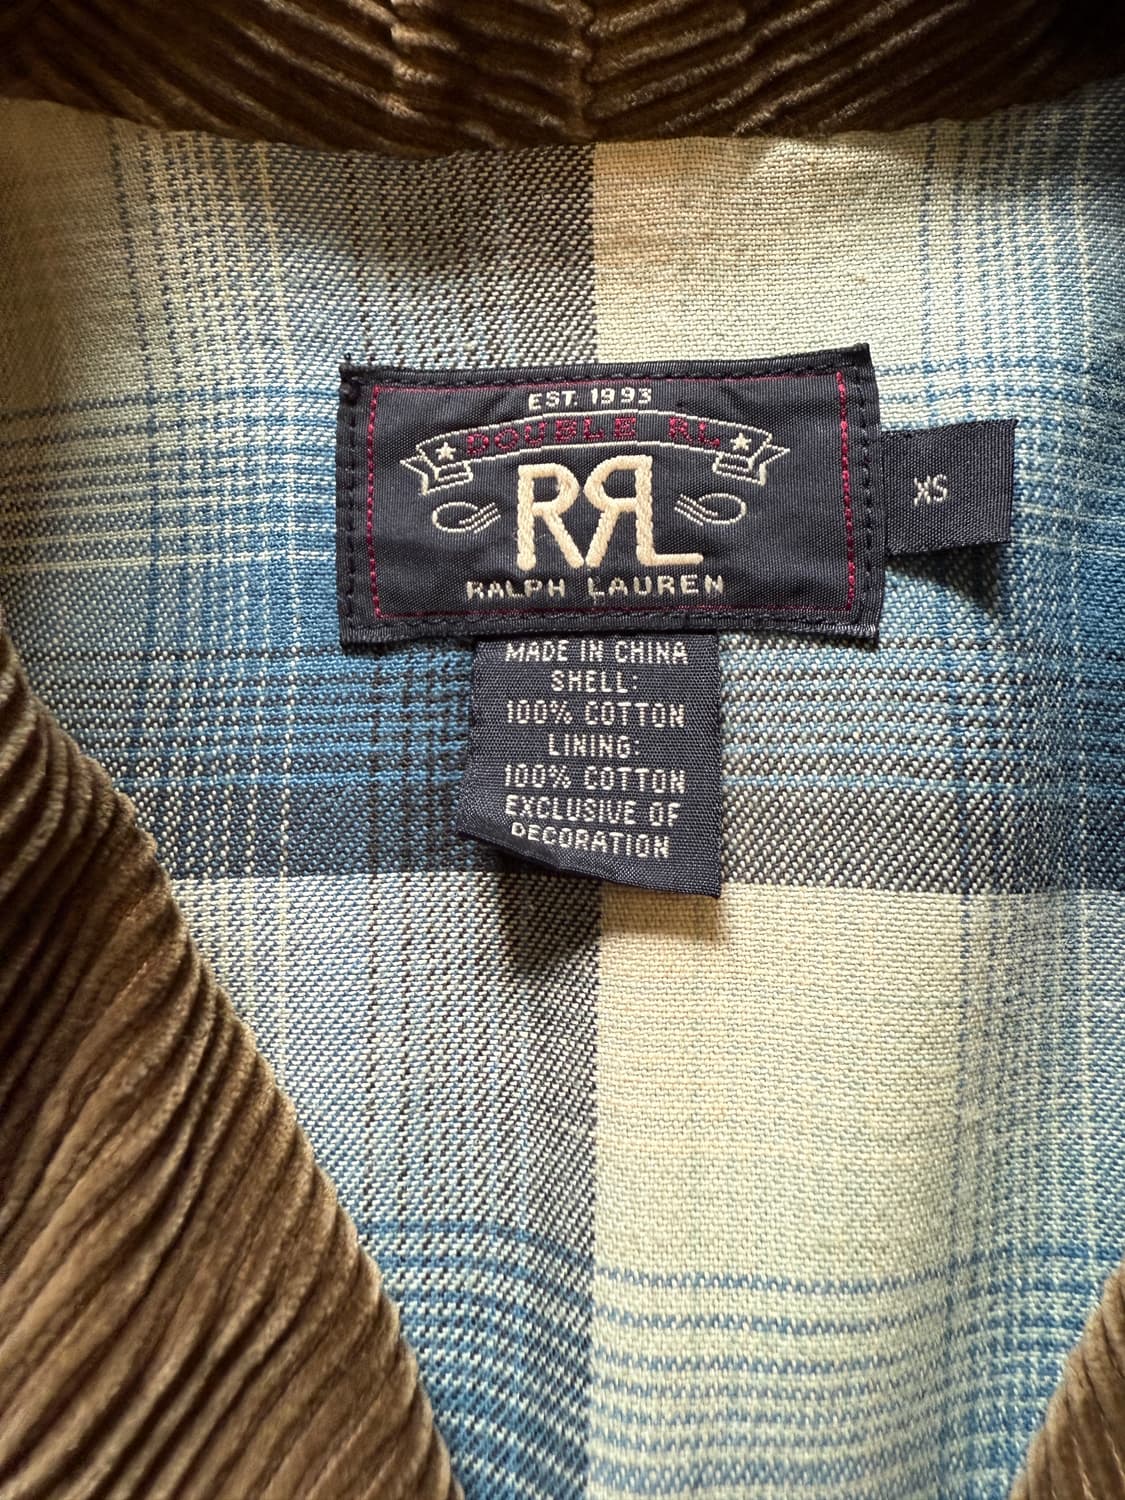 EST. 1993
DOUBLE RL
RRL
RALPH LAUREN
XS
MADE IN CHINA
SHELL:
100% COTTON
LINING:
100% COTTON
EXCLUSIVE OF
DECORATION